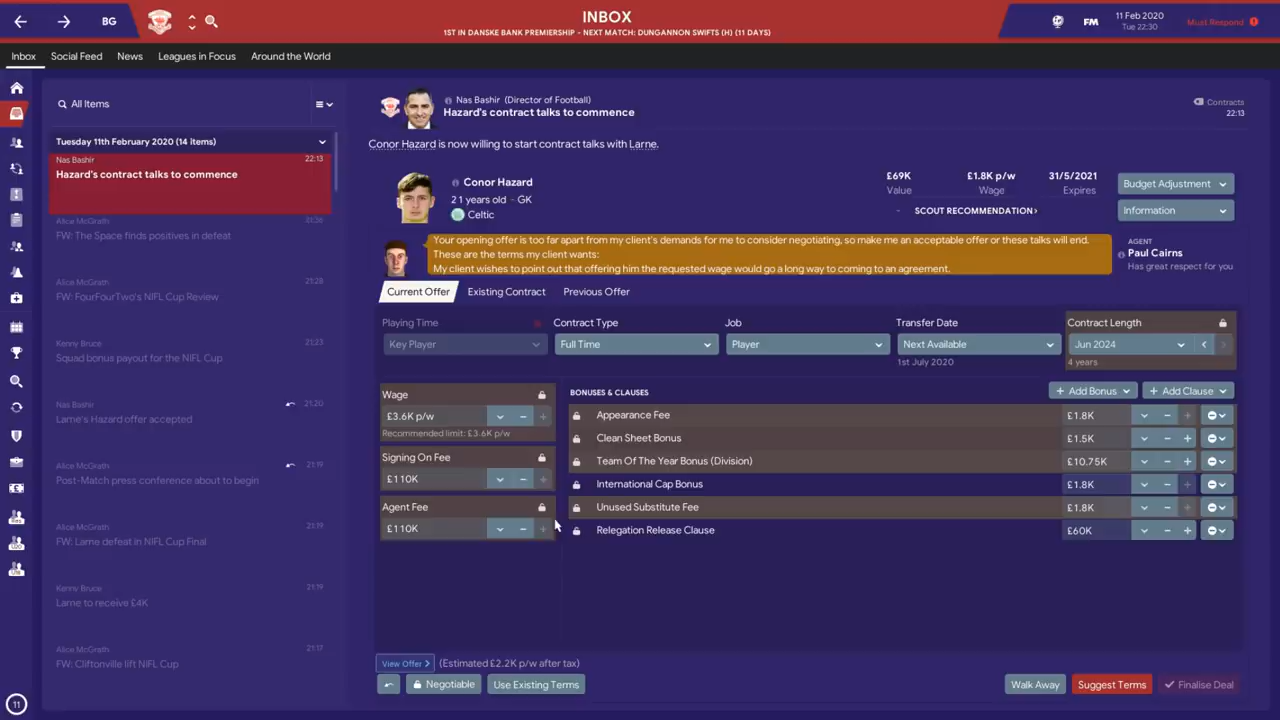 BG
INBOX
1ST IN DANSKE BANK PREMIERSHIP - NEXT MATCH: DUNGANNON SWIFTS (H) (11 DAYS)
FM
11 Feb 2020
Tue 22:30
Must Respond
Inbox
Social Feed
News
Leagues in Focus
Around the World
All Items
Tuesday 11th February 2020 (14 items)
Nas Bashir
22:13
Hazard's contract talks to commence
Alice McGrath
21:36
FW: The Space finds positives in defeat
Alice McGrath
21:28
FW: FourFourTwo's NIFL Cup Review
Kenny Bruce
21:23
Squad bonus payout for the NIFL Cup
Nas Bashir
21:20
Larne's Hazard offer accepted
Alice McGrath
21:19
Post-Match press conference about to begin
Alice McGrath
21:19
FW: Larne defeat in NIFL Cup Final
Kenny Bruce
21:19
Larne to receive £4K
Alice McGrath
21:17
FW: Cliftonville lift NIFL Cup
11
Nas Bashir (Director of Football)
Hazard's contract talks to commence
Contracts
22:13
Conor Hazard is now willing to start contract talks with Larne.
Conor Hazard
21 years old - GK
Celtic
£69K
Value
£1.8K p/w
Wage
31/5/2021
Expires
- SCOUT RECOMMENDATION>
Budget Adjustment
Information
Your opening offer is too far apart from my client's demands for me to consider negotiating, so make me an acceptable offer or these talks will end.
These are the terms my client wants:
My client wishes to point out that offering him the requested wage would go a long way to coming to an agreement.
AGENT
Paul Cairns
Has great respect for you
Current Offer
Existing Contract
Previous Offer
Playing Time
Key Player
Contract Type
Full Time
Job
Player
Transfer Date
Next Available
1st July 2020
Contract Length
Jun 2024
4 years
Wage
£3.6K p/w
Recommended limit: £3.6K p/w
Signing On Fee
£110K
Agent Fee
£110K
BONUSES & CLAUSES
+ Add Bonus
+ Add Clause
Appearance Fee
£1.8K
Clean Sheet Bonus
£1.5K
Team Of The Year Bonus (Division)
£10.75K
International Cap Bonus
£1.8K
Unused Substitute Fee
£1.8K
Relegation Release Clause
£60K
View Offer >
(Estimated £2.2K p/w after tax)
Negotiable
Use Existing Terms
Walk Away
Suggest Terms
Finalise Deal